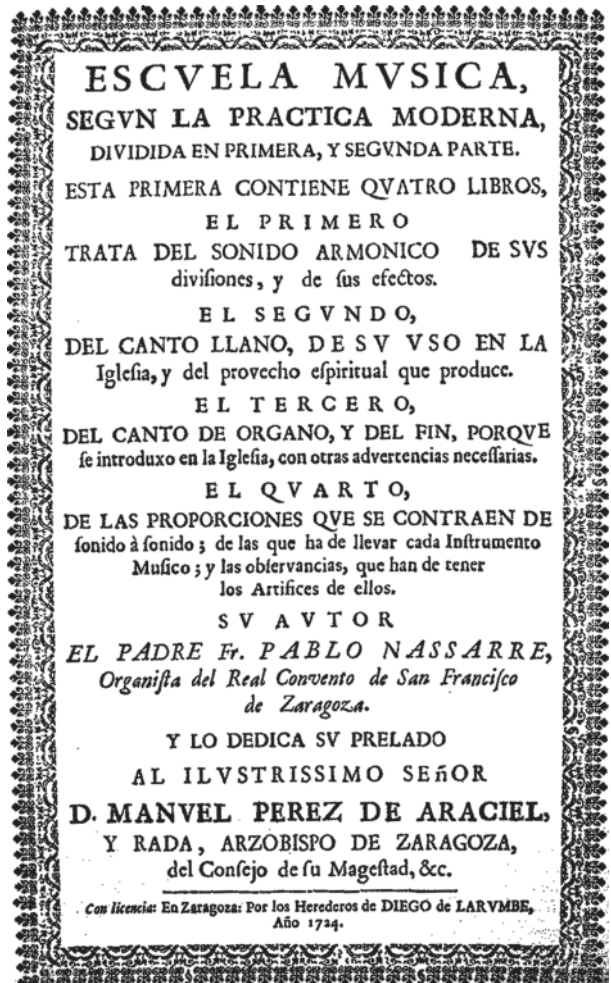 ESCVELA MVSICA,
SEGVN LA PRACTICA MODERNA,
DIVIDIDA EN PRIMERA, Y SEGVNDA PARTE.
ESTA PRIMERA CONTIENE QVATRO LIBROS,
EL PRIMERO
TRATA DEL SONIDO ARMONICO DE SVS
diviſiones, y de ſus efectos.
EL SEGVNDO,
DEL CANTO LLANO, DE SV VSO EN LA
Igleſia, y del provecho eſpiritual que produce.
EL TERCERO,
DEL CANTO DE ORGANO, Y DEL FIN, PORQVE
ſe introduxo en la Igleſia, con otras advertencias neceſſarias.
EL QVARTO,
DE LAS PROPORCIONES QVE SE CONTRAEN DE
ſonido à ſonido; de las que ha de llevar cada Inſtrumento
Muſico; y las obſervancias, que han de tener
los Artifices de ellos.
SV AVTOR
EL PADRE Fr. PABLO NASSARRE,
Organiſta del Real Convento de San Franciſco
de Zaragoza.
Y LO DEDICA SV PRELADO
AL ILVSTRISSIMO SEñOR
D. MANVEL PEREZ DE ARACIEL,
Y RADA, ARZOBISPO DE ZARAGOZA,
del Conſejo de ſu Mageſtad, &c.
Con licencia: En Zaragoza: Por los Herederos de DIEGO de LARVMBE,
Año 1724.